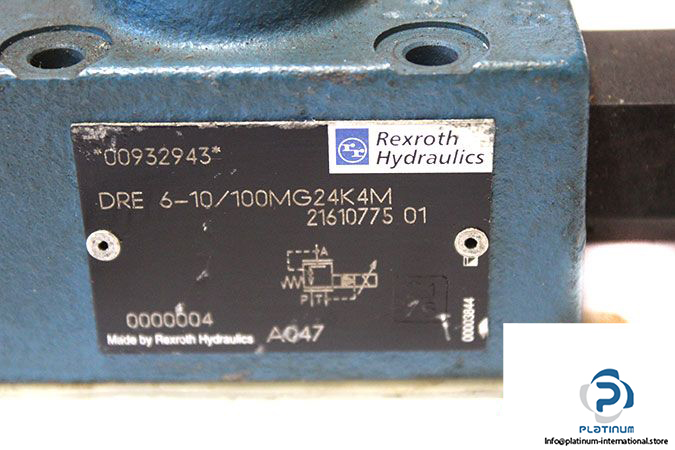 *00932943*
Rexroth
Hydraulics
DRE 6-10/100MG24K4M
21610775 01
A
P T
0000004
Made by Rexroth Hydraulics
A047
00003844
PLATINUM
Info@platinum-international.store